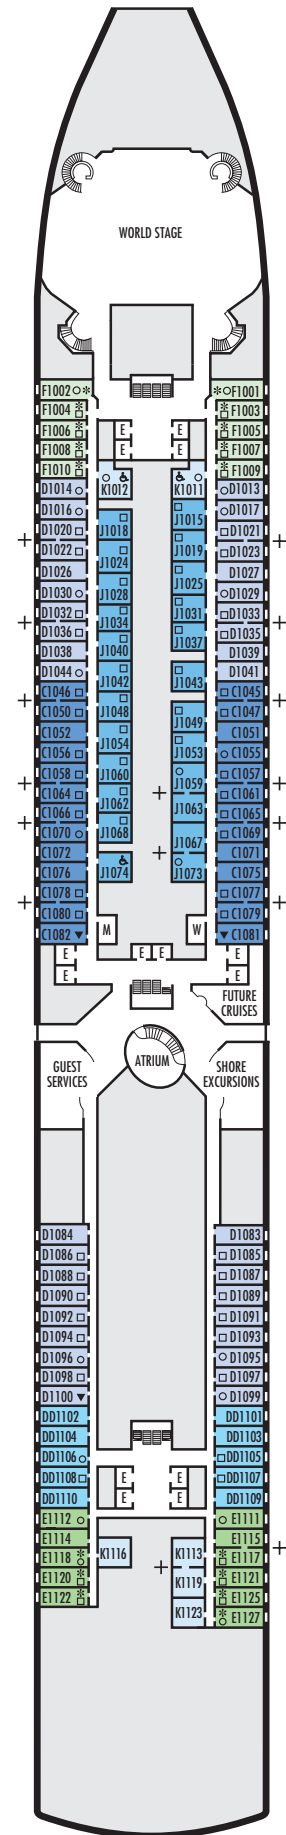 WORLD STAGE
F1002 F1001
F1004 F1003
F1006 E E F1005
F1008 E E F1007
F1010 F1009
D1014 K1012 K1011 D1013
D1016 J1015 D1017
D1020 J1018 D1021
D1022 J1019 D1023
D1026 J1024 J1025 D1027
D1030 J1028 D1029
D1032 J1034 J1031 D1033
D1036 J1040 J1037 D1035
D1038 D1039
D1044 J1042 J1043 D1041
C1046 C1045
C1050 J1048 C1047
C1052 J1049 C1051
C1056 J1054 J1053 C1055
C1058 J1060 J1059 C1057
C1064 J1062 J1063 C1061
C1066 C1065
C1070 J1068 C1069
C1072 J1067 C1071
C1076 J1074 J1073 C1075
C1078 C1077
C1080 C1079
C1082 M W C1081
E E E E
E E
FUTURE
CRUISES
ATRIUM
GUEST
SERVICES
SHORE
EXCURSIONS
D1084 D1083
D1086 D1085
D1088 D1087
D1090 D1089
D1092 D1091
D1094 D1093
D1096 D1095
D1098 D1097
D1100 D1099
DD1102 DD1101
DD1104 DD1103
DD1106 DD1105
DD1108 E E DD1107
DD1110 E E DD1109
E1112 E1111
E1114 E1115
E1118 K1116 K1113 E1117
E1120 K1119 E1121
E1122 E1125
K1123 E1127